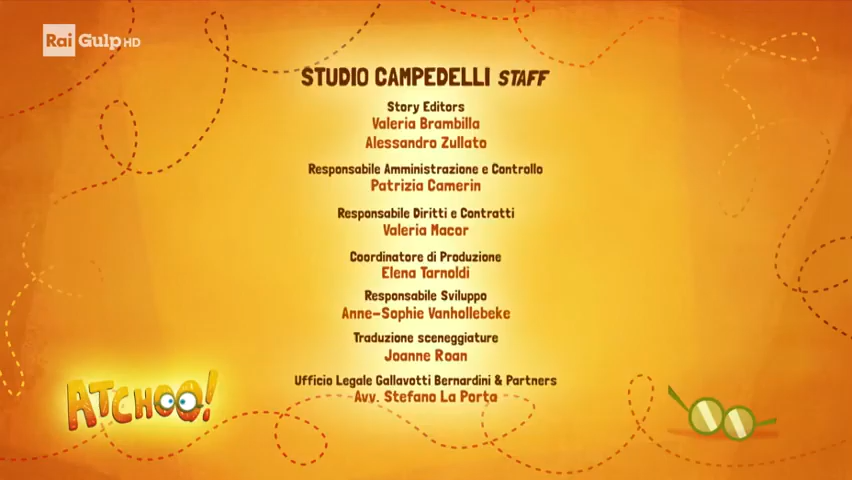 Rai Gulp HD
STUDIO CAMPEDELLI STAFF
Story Editors
Valeria Brambilla
Alessandro Zullato
Responsabile Amministrazione e Controllo
Patrizia Camerin
Responsabile Diritti e Contratti
Valeria Macor
Coordinatore di Produzione
Elena Tarnoldi
Responsabile Sviluppo
Anne-Sophie Vanhollebeke
Traduzione sceneggiature
Joanne Roan
Ufficio Legale Gallavotti Bernardini & Partners
Avv. Stefano La Porta
ATCHOO!